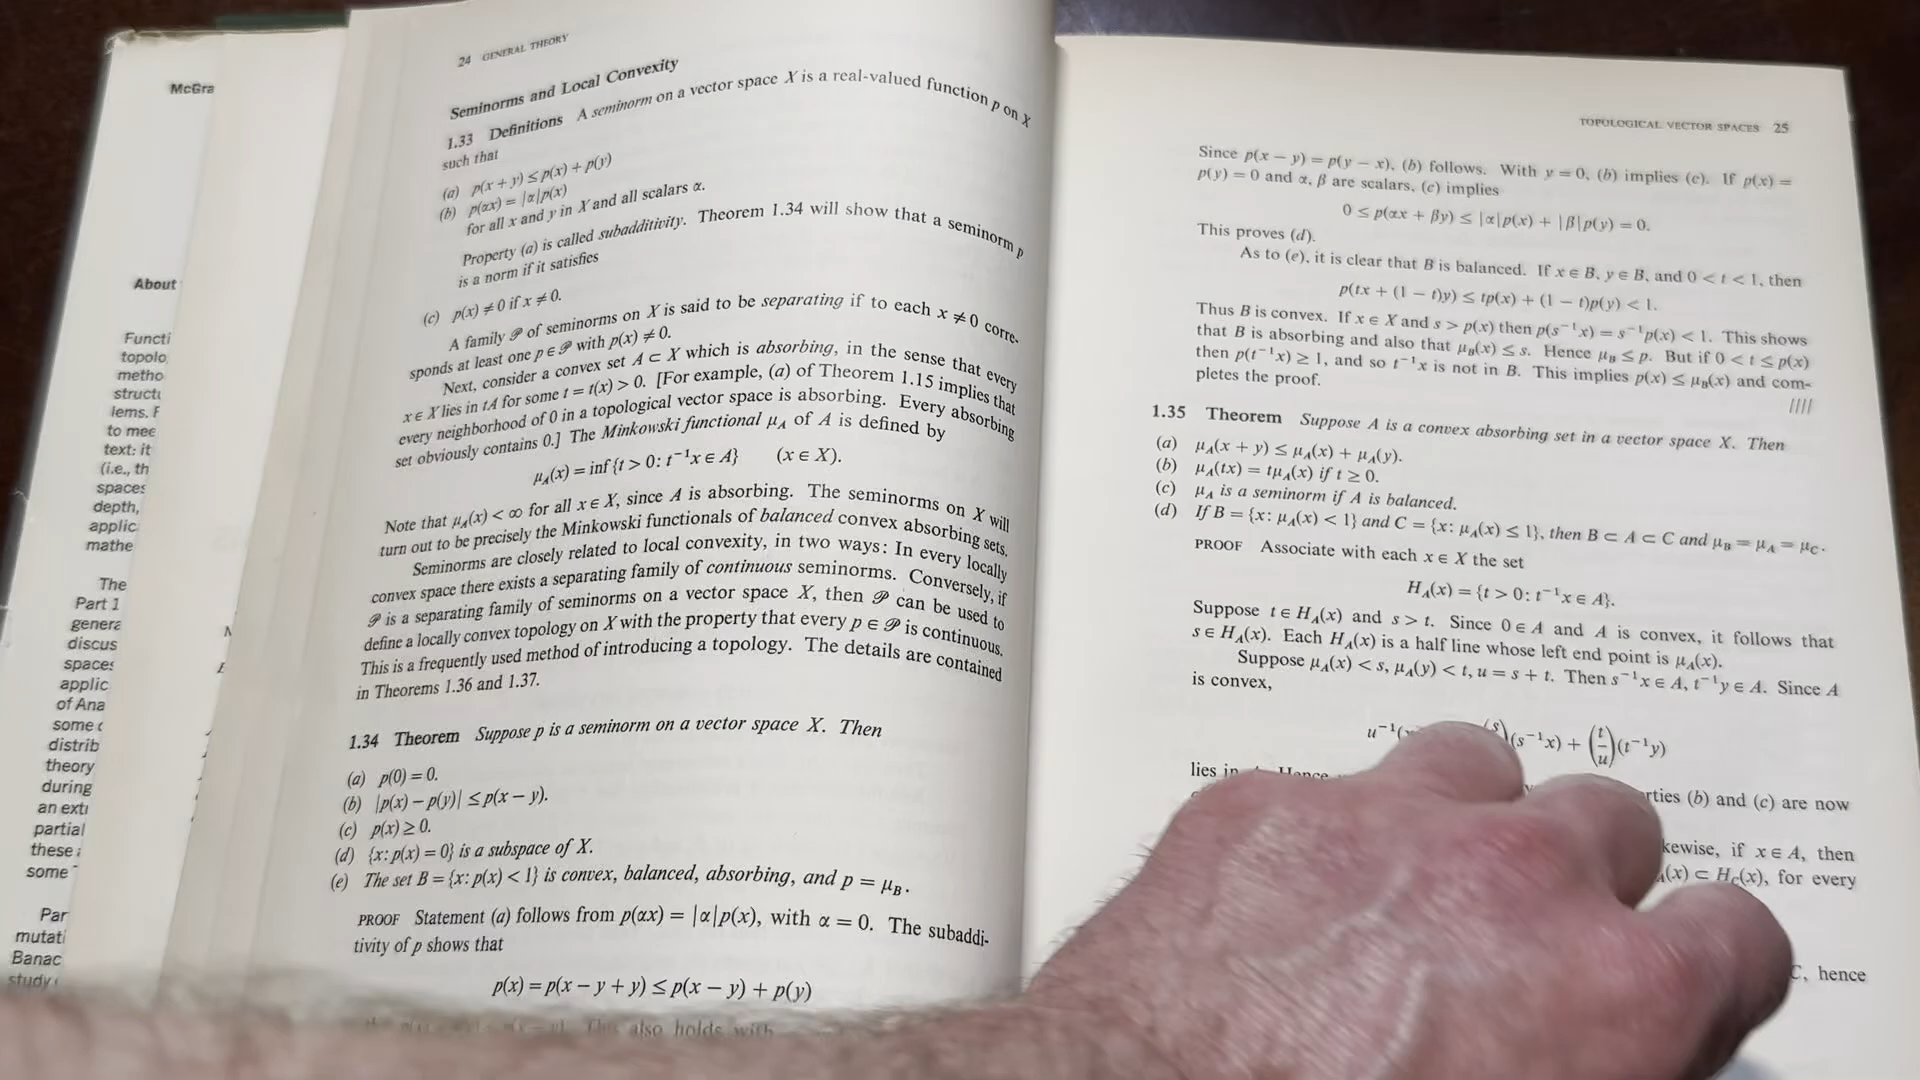 McGra
About
Functi
topolo
metho
structu
lems. F
to mee
text: it
(i.e., th
spaces
depth,
applic
mathe
The
Part 1
genera
discus
spaces
applic
of Ana
some
distrib
theory
during
an ext
partial
these
some
Par
mutati
Banac
study
24 GENERAL THEORY
Seminorms and Local Convexity
1.33 Definitions A seminorm on a vector space X is a real-valued function p on X
such that
(a) p(x + y) ≤ p(x) + p(y)
(b) p(αx) = |α|p(x)
for all x and y in X and all scalars α.
Property (a) is called subadditivity. Theorem 1.34 will show that a seminorm p
is a norm if it satisfies
(c) p(x) ≠ 0 if x ≠ 0.
A family 𝒫 of seminorms on X is said to be separating if to each x ≠ 0 corre-
sponds at least one p ∈ 𝒫 with p(x) ≠ 0.
Next, consider a convex set A ⊂ X which is absorbing, in the sense that every
x ∈ X lies in tA for some t = t(x) > 0. [For example, (a) of Theorem 1.15 implies that
every neighborhood of 0 in a topological vector space is absorbing. Every absorbing
set obviously contains 0.] The Minkowski functional μ_A of A is defined by
μ_A(x) = inf {t > 0: t⁻¹x ∈ A} (x ∈ X).
Note that μ_A(x) < ∞ for all x ∈ X, since A is absorbing. The seminorms on X will
turn out to be precisely the Minkowski functionals of balanced convex absorbing sets.
Seminorms are closely related to local convexity, in two ways: In every locally
convex space there exists a separating family of continuous seminorms. Conversely, if
𝒫 is a separating family of seminorms on a vector space X, then 𝒫 can be used to
define a locally convex topology on X with the property that every p ∈ 𝒫 is continuous.
This is a frequently used method of introducing a topology. The details are contained
in Theorems 1.36 and 1.37.
1.34 Theorem Suppose p is a seminorm on a vector space X. Then
(a) p(0) = 0.
(b) |p(x) − p(y)| ≤ p(x − y).
(c) p(x) ≥ 0.
(d) {x: p(x) = 0} is a subspace of X.
(e) The set B = {x: p(x) < 1} is convex, balanced, absorbing, and p = μ_B.
PROOF Statement (a) follows from p(αx) = |α|p(x), with α = 0. The subaddi-
tivity of p shows that
p(x) = p(x − y + y) ≤ p(x − y) + p(y)
This also holds with
TOPOLOGICAL VECTOR SPACES 25
Since p(x − y) = p(y − x), (b) follows. With y = 0, (b) implies (c). If p(x) =
p(y) = 0 and α, β are scalars, (c) implies
0 ≤ p(αx + βy) ≤ |α|p(x) + |β|p(y) = 0.
This proves (d).
As to (e), it is clear that B is balanced. If x ∈ B, y ∈ B, and 0 < t < 1, then
p(tx + (1 − t)y) ≤ tp(x) + (1 − t)p(y) < 1.
Thus B is convex. If x ∈ X and s > p(x) then p(s⁻¹x) = s⁻¹p(x) < 1. This shows
that B is absorbing and also that μ_B(x) ≤ s. Hence μ_B ≤ p. But if 0 < t ≤ p(x)
then p(t⁻¹x) ≥ 1, and so t⁻¹x is not in B. This implies p(x) ≤ μ_B(x) and com-
pletes the proof.
////
1.35 Theorem Suppose A is a convex absorbing set in a vector space X. Then
(a) μ_A(x + y) ≤ μ_A(x) + μ_A(y).
(b) μ_A(tx) = tμ_A(x) if t ≥ 0.
(c) μ_A is a seminorm if A is balanced.
(d) If B = {x: μ_A(x) < 1} and C = {x: μ_A(x) ≤ 1}, then B ⊂ A ⊂ C and μ_B = μ_A = μ_C.
PROOF Associate with each x ∈ X the set
H_A(x) = {t > 0: t⁻¹x ∈ A}.
Suppose t ∈ H_A(x) and s > t. Since 0 ∈ A and A is convex, it follows that
s ∈ H_A(x). Each H_A(x) is a half line whose left end point is μ_A(x).
Suppose μ_A(x) < s, μ_A(y) < t, u = s + t. Then s⁻¹x ∈ A, t⁻¹y ∈ A. Since A
is convex,
u⁻¹( (s⁻¹x) + (t/u)(t⁻¹y)
lies in Hence
rties (b) and (c) are now
kewise, if x ∈ A, then
(x) ⊂ H_C(x), for every
C, hence